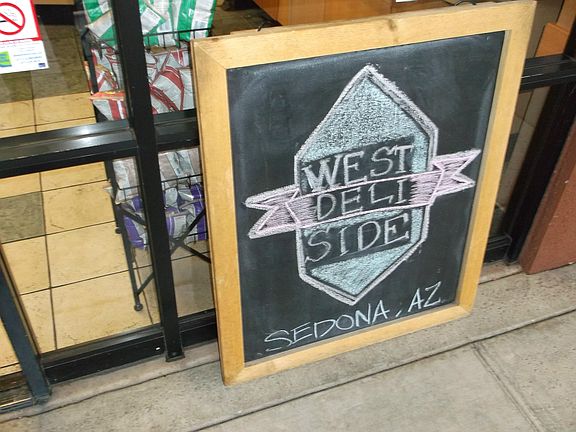 WEST
DELI
SIDE
SEDONA, AZ